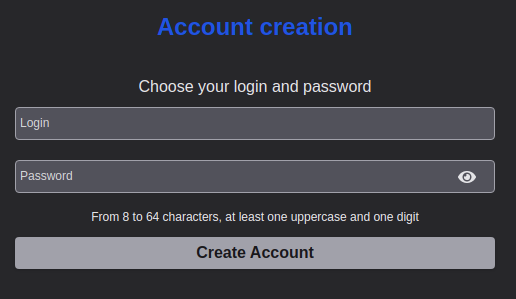 Account creation
Choose your login and password
Login
Password
From 8 to 64 characters, at least one uppercase and one digit
Create Account